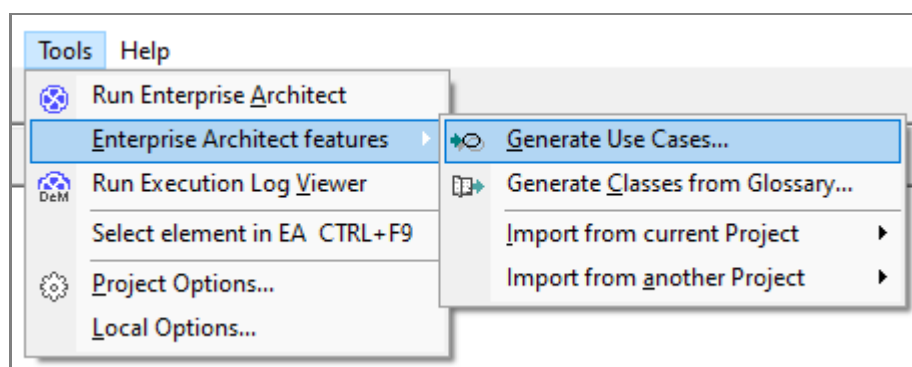 Tools Help
Run Enterprise Architect
Enterprise Architect features
Run Execution Log Viewer
DeM
Select element in EA CTRL+F9
Project Options...
Local Options...
Generate Use Cases...
Generate Classes from Glossary...
Import from current Project
Import from another Project